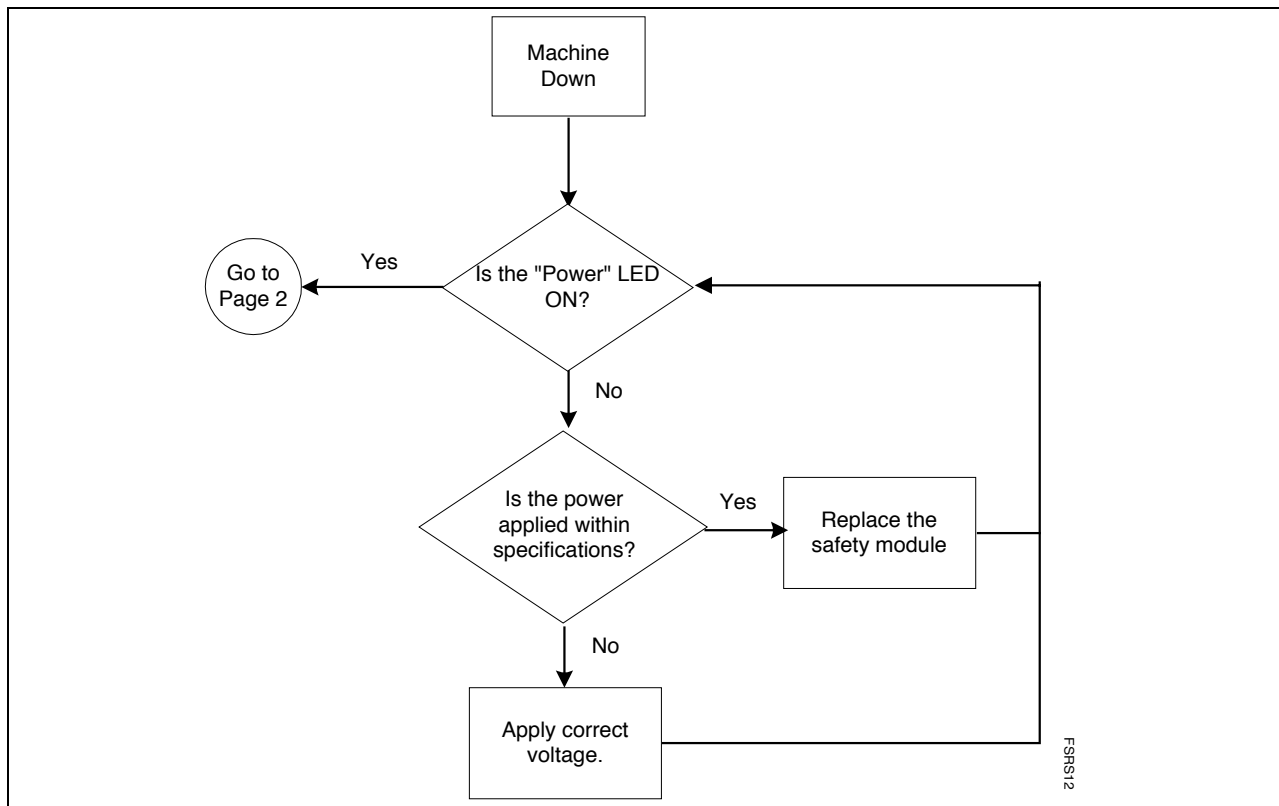 Machine
Down
Is the "Power" LED
ON?
Yes
Go to
Page 2
No
Is the power
applied within
specifications?
Yes
Replace the
safety module
No
Apply correct
voltage.
FSRS12